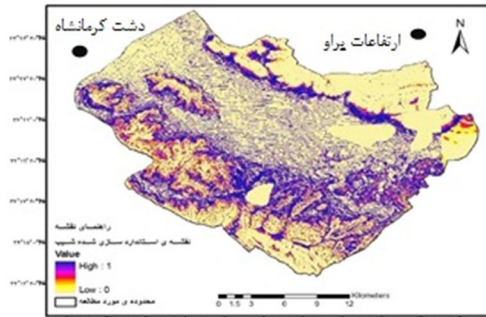 دشت کرمانشاه
ارتفاعات پراو
N
راهنمای نقشه
نقشه ی استاندارد سازی شده شیب
Value
High : 1
Low : 0
محدوده ی مورد مطالعه
Kilometers
0 1.5 3 6 9 12